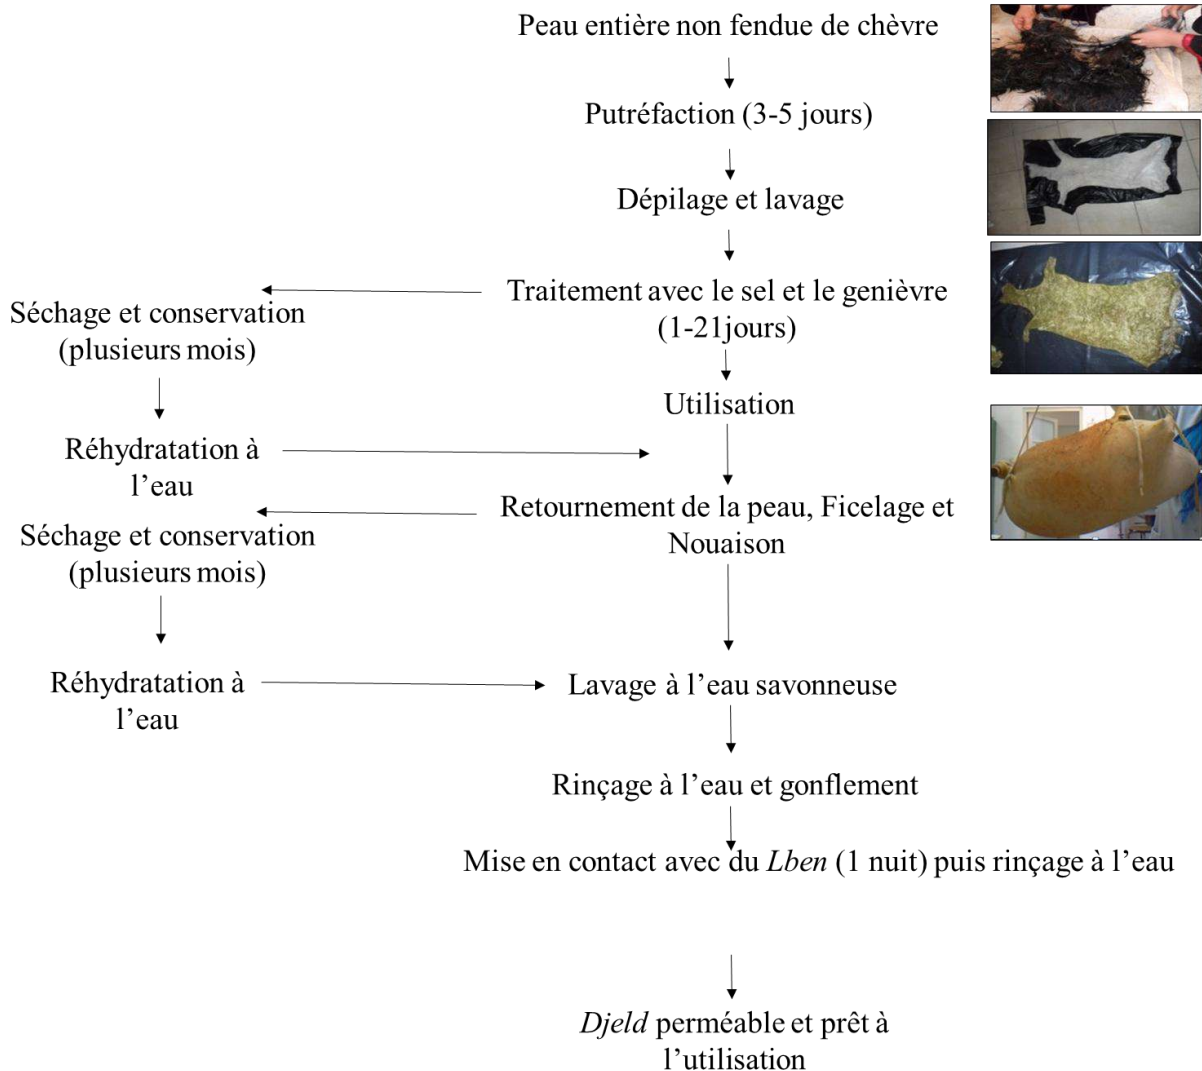 Peau entière non fendue de chèvre
Putréfaction (3-5 jours)
Dépilage et lavage
Traitement avec le sel et le genièvre
(1-21jours)
Séchage et conservation
(plusieurs mois)
Utilisation
Réhydratation à
l’eau
Retournement de la peau, Ficelage et
Nouaison
Séchage et conservation
(plusieurs mois)
Réhydratation à
l’eau
Lavage à l’eau savonneuse
Rinçage à l’eau et gonflement
Mise en contact avec du Lben (1 nuit) puis rinçage à l’eau
Djeld perméable et prêt à
l’utilisation